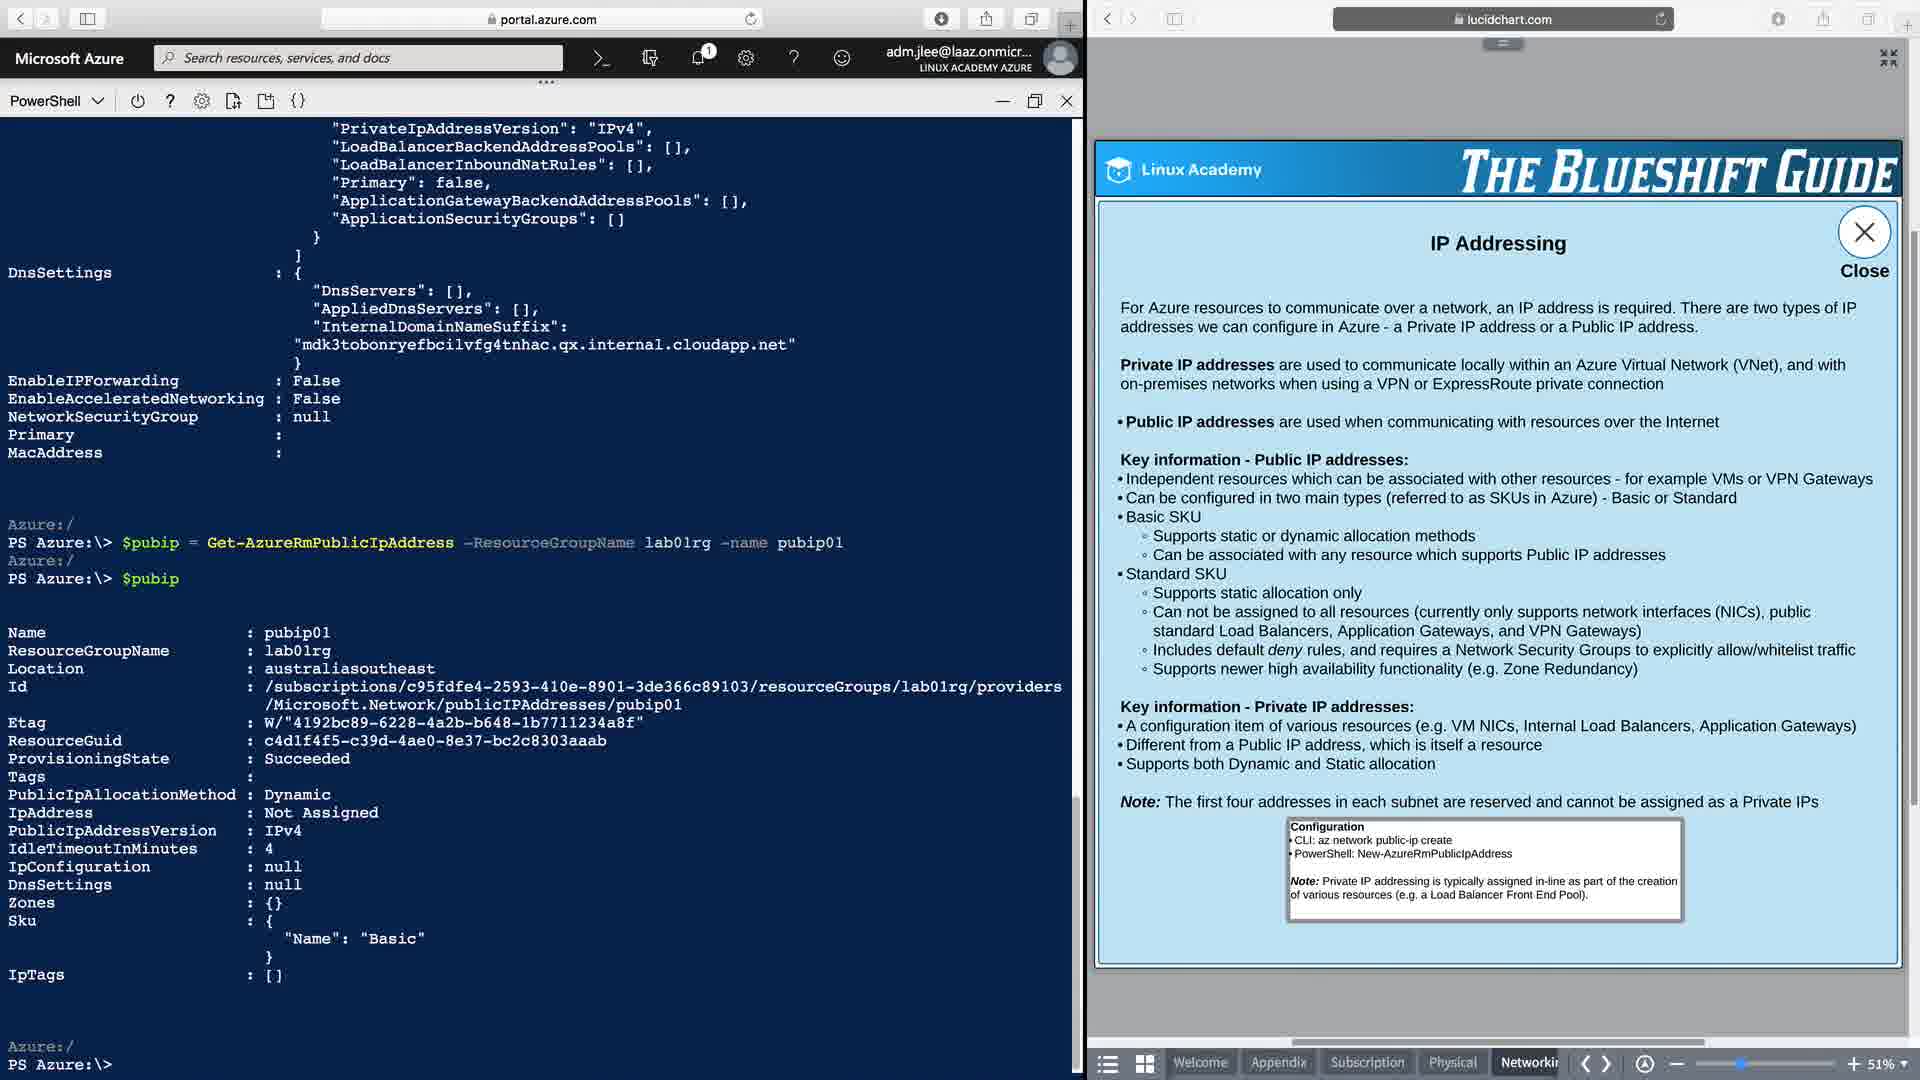 portal.azure.com
Microsoft Azure
Search resources, services, and docs
1
adm.jlee@laaz.onmicr...
LINUX ACADEMY AZURE
PowerShell
"PrivateIpAddressVersion": "IPv4",
"LoadBalancerBackendAddressPools": [],
"LoadBalancerInboundNatRules": [],
"Primary": false,
"ApplicationGatewayBackendAddressPools": [],
"ApplicationSecurityGroups": []
}
]
DnsSettings : {
"DnsServers": [],
"AppliedDnsServers": [],
"InternalDomainNameSuffix":
"mdk3tobonryefbcilvfg4tnhac.qx.internal.cloudapp.net"
}
EnableIPForwarding : False
EnableAcceleratedNetworking : False
NetworkSecurityGroup : null
Primary :
MacAddress :
Azure:/
PS Azure:\> $pubip = Get-AzureRmPublicIpAddress -ResourceGroupName lab01rg -name pubip01
Azure:/
PS Azure:\> $pubip
Name : pubip01
ResourceGroupName : lab01rg
Location : australiasoutheast
Id : /subscriptions/c95fdfe4-2593-410e-8901-3de366c89103/resourceGroups/lab01rg/providers
/Microsoft.Network/publicIPAddresses/pubip01
Etag : W/"4192bc89-6228-4a2b-b648-1b7711234a8f"
ResourceGuid : c4d1f4f5-c39d-4ae0-8e37-bc2c8303aaab
ProvisioningState : Succeeded
Tags :
PublicIpAllocationMethod : Dynamic
IpAddress : Not Assigned
PublicIpAddressVersion : IPv4
IdleTimeoutInMinutes : 4
IpConfiguration : null
DnsSettings : null
Zones : {}
Sku : {
"Name": "Basic"
}
IpTags : []
Azure:/
PS Azure:\>
lucidchart.com
Linux Academy
THE BLUESHIFT GUIDE
IP Addressing
Close
For Azure resources to communicate over a network, an IP address is required. There are two types of IP
addresses we can configure in Azure - a Private IP address or a Public IP address.
Private IP addresses are used to communicate locally within an Azure Virtual Network (VNet), and with
on-premises networks when using a VPN or ExpressRoute private connection
• Public IP addresses are used when communicating with resources over the Internet
Key information - Public IP addresses:
• Independent resources which can be associated with other resources - for example VMs or VPN Gateways
• Can be configured in two main types (referred to as SKUs in Azure) - Basic or Standard
• Basic SKU
◦ Supports static or dynamic allocation methods
◦ Can be associated with any resource which supports Public IP addresses
• Standard SKU
◦ Supports static allocation only
◦ Can not be assigned to all resources (currently only supports network interfaces (NICs), public
standard Load Balancers, Application Gateways, and VPN Gateways)
◦ Includes default deny rules, and requires a Network Security Groups to explicitly allow/whitelist traffic
◦ Supports newer high availability functionality (e.g. Zone Redundancy)
Key information - Private IP addresses:
• A configuration item of various resources (e.g. VM NICs, Internal Load Balancers, Application Gateways)
• Different from a Public IP address, which is itself a resource
• Supports both Dynamic and Static allocation
Note: The first four addresses in each subnet are reserved and cannot be assigned as a Private IPs
Configuration
• CLI: az network public-ip create
• PowerShell: New-AzureRmPublicIpAddress
Note: Private IP addressing is typically assigned in-line as part of the creation
of various resources (e.g. a Load Balancer Front End Pool).
Welcome
Appendix
Subscription
Physical
Networkin
51%